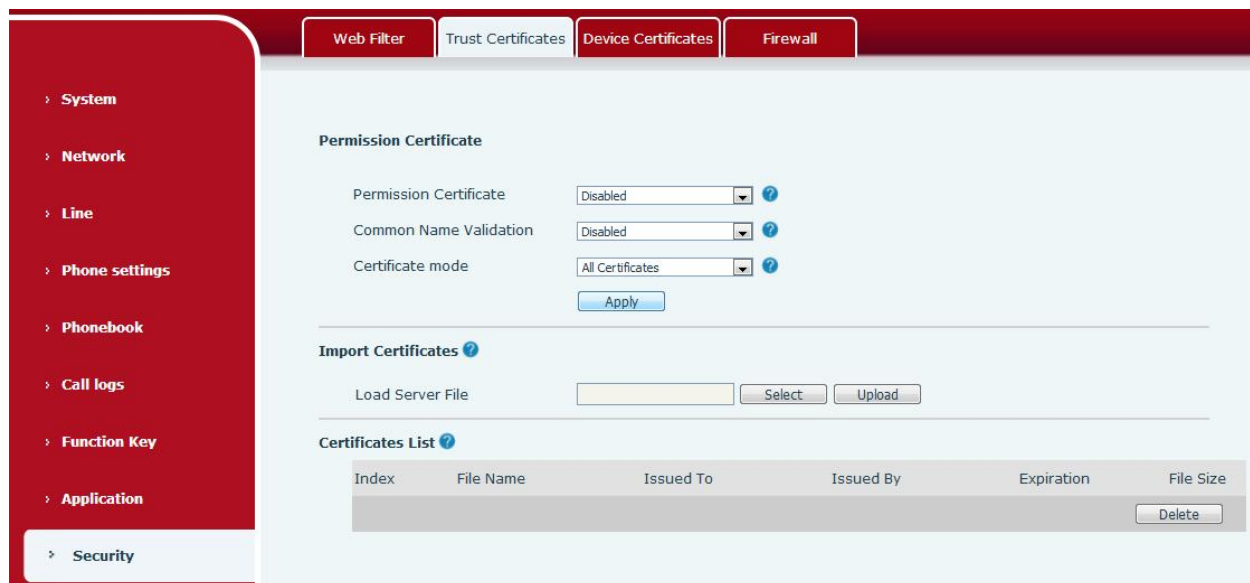 Web Filter Trust Certificates Device Certificates Firewall
System
Network
Line
Phone settings
Phonebook
Call logs
Function Key
Application
Security
Permission Certificate
Permission Certificate Disabled ?
Common Name Validation Disabled ?
Certificate mode All Certificates ?
Apply
Import Certificates ?
Load Server File Select Upload
Certificates List ?
Index File Name Issued To Issued By Expiration File Size
Delete